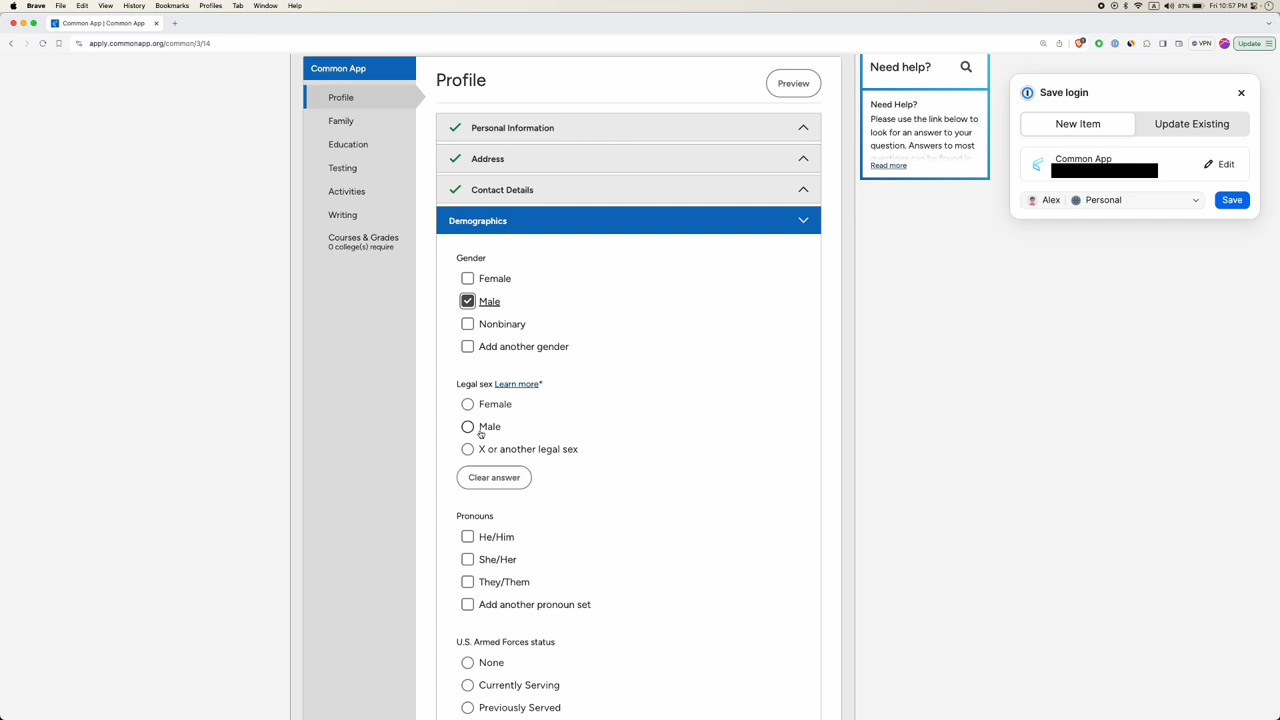 Brave File Edit View History Bookmarks Profiles Tab Window Help
87% Fri 10:57 PM
Common App | Common App
apply.commonapp.org/common/3/14
VPN
Update
Common App
Profile
Family
Education
Testing
Activities
Writing
Courses & Grades
0 college(s) require
Profile
Preview
Personal Information
Address
Contact Details
Demographics
Gender
Female
Male
Nonbinary
Add another gender
Legal sex Learn more*
Female
Male
X or another legal sex
Clear answer
Pronouns
He/Him
She/Her
They/Them
Add another pronoun set
U.S. Armed Forces status
None
Currently Serving
Previously Served
Need help?
Need Help?
Please use the link below to
look for an answer to your
question. Answers to most
questions can be found in
Read more
Save login
New Item Update Existing
Common App
Edit
Alex Personal
Save